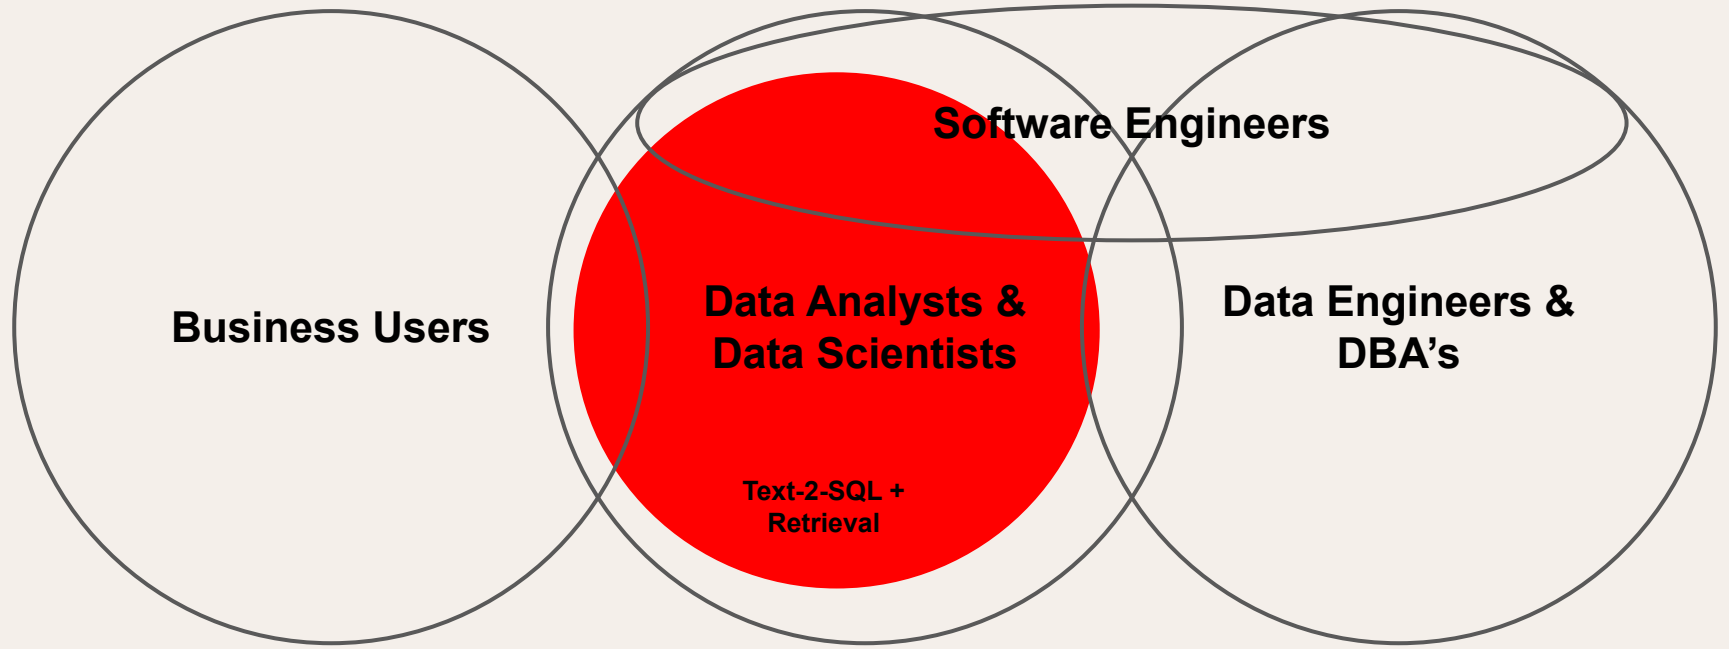 Software Engineers
Business Users
Data Analysts &
Data Scientists
Data Engineers &
DBA’s
Text-2-SQL +
Retrieval